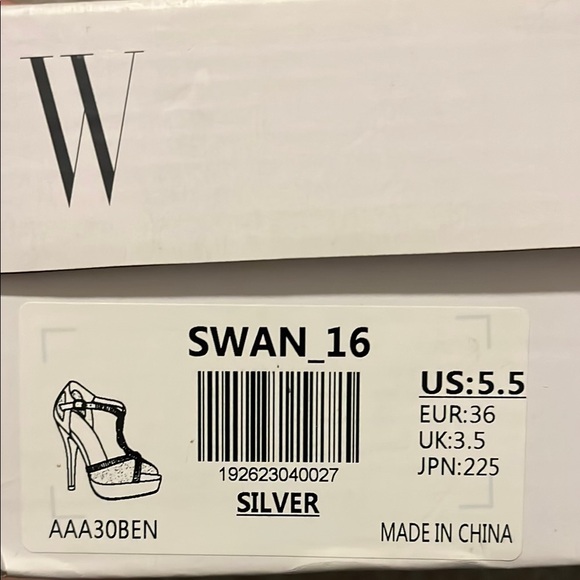 W
SWAN_16
192623040027
SILVER
AAA30BEN
US:5.5
EUR:36
UK:3.5
JPN:225
MADE IN CHINA